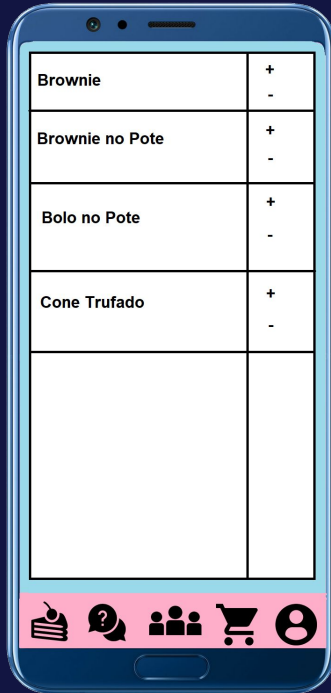 Brownie
+
-
Brownie no Pote
+
-
Bolo no Pote
+
-
Cone Trufado
+
-
?